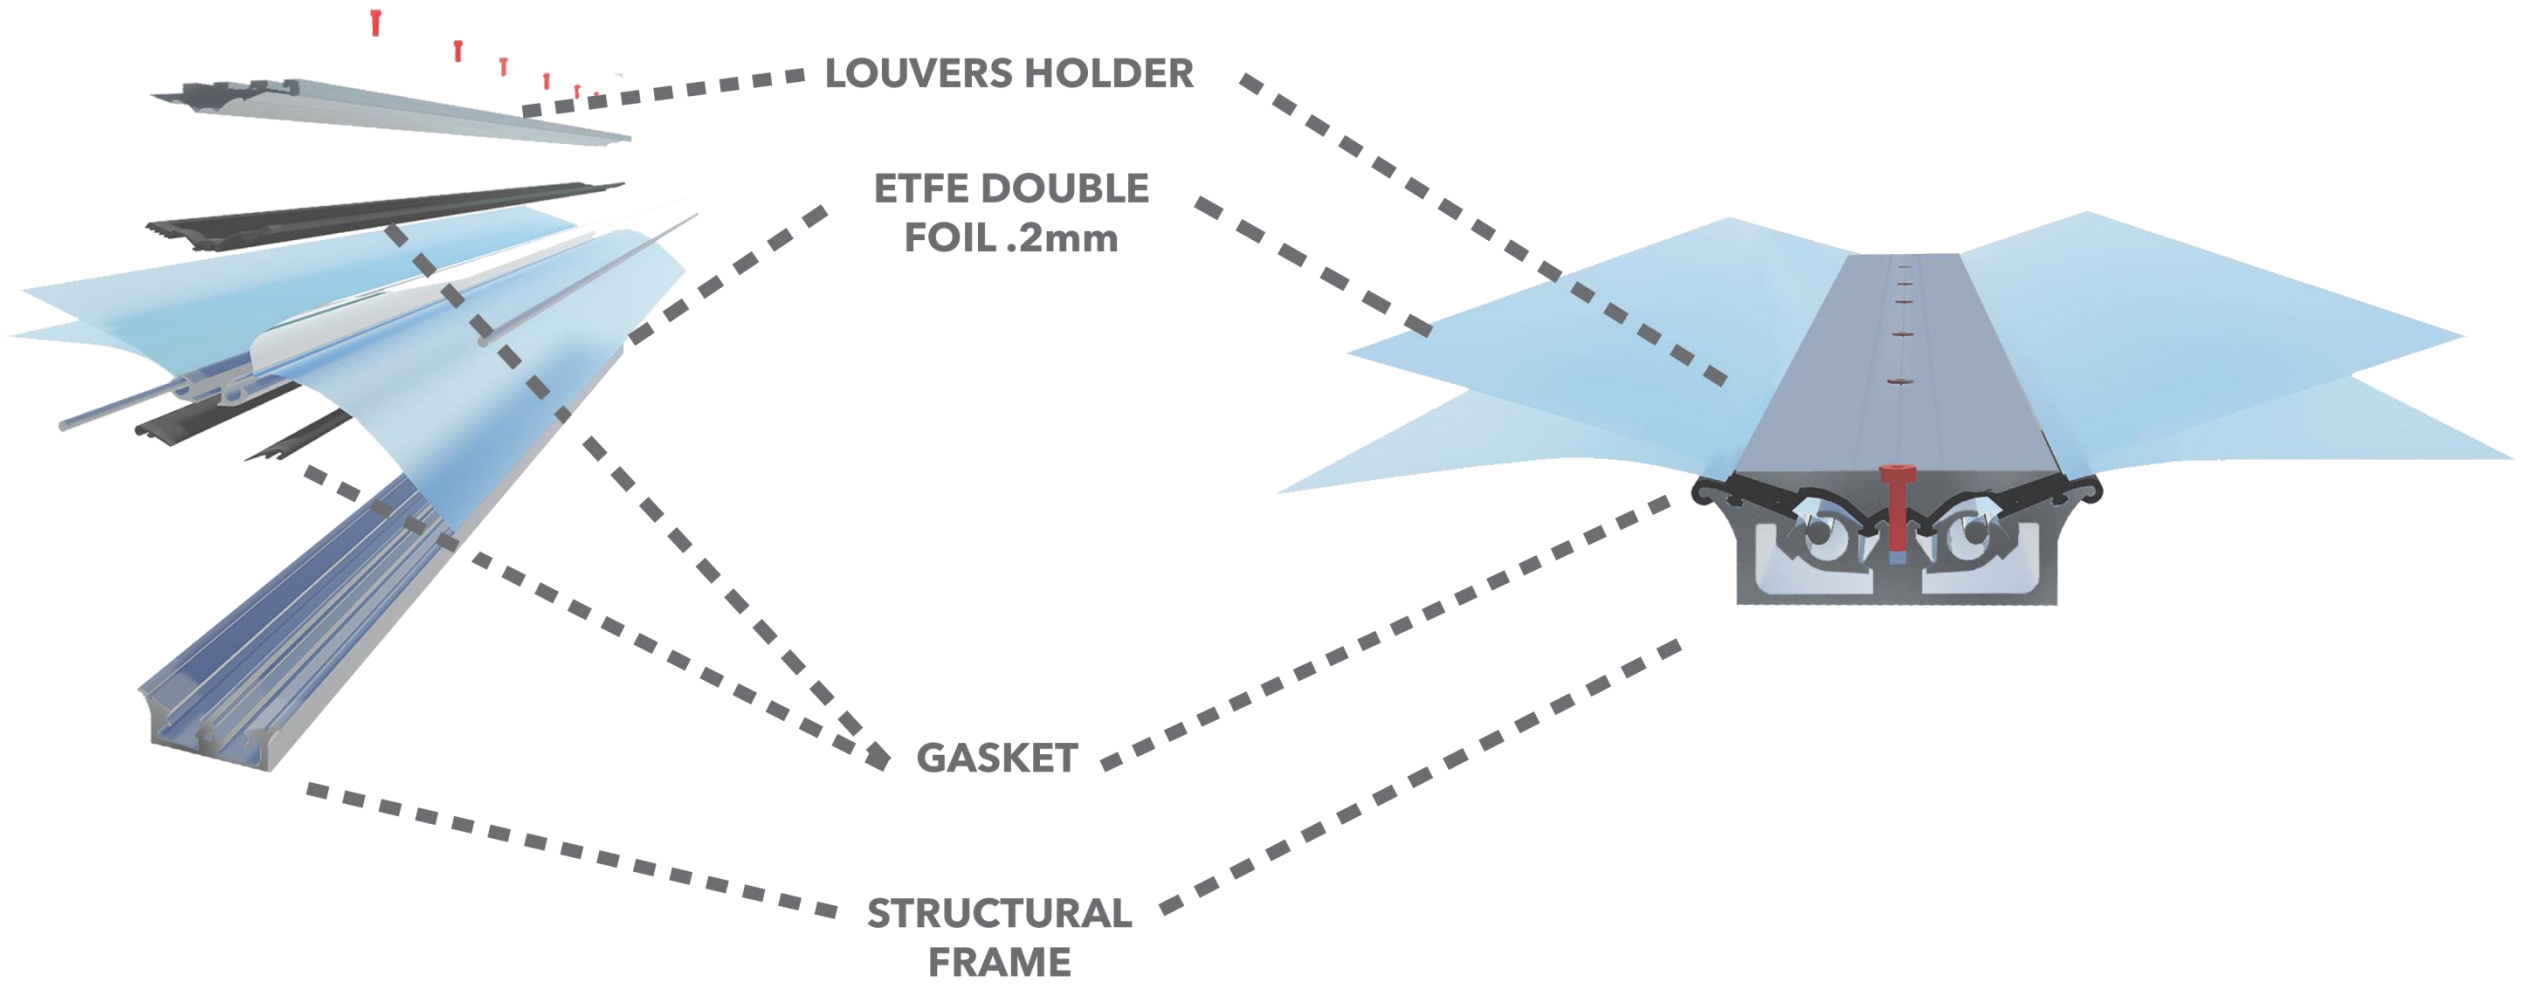 LOUVERS HOLDER
ETFE DOUBLE
FOIL .2mm
GASKET
STRUCTURAL
FRAME